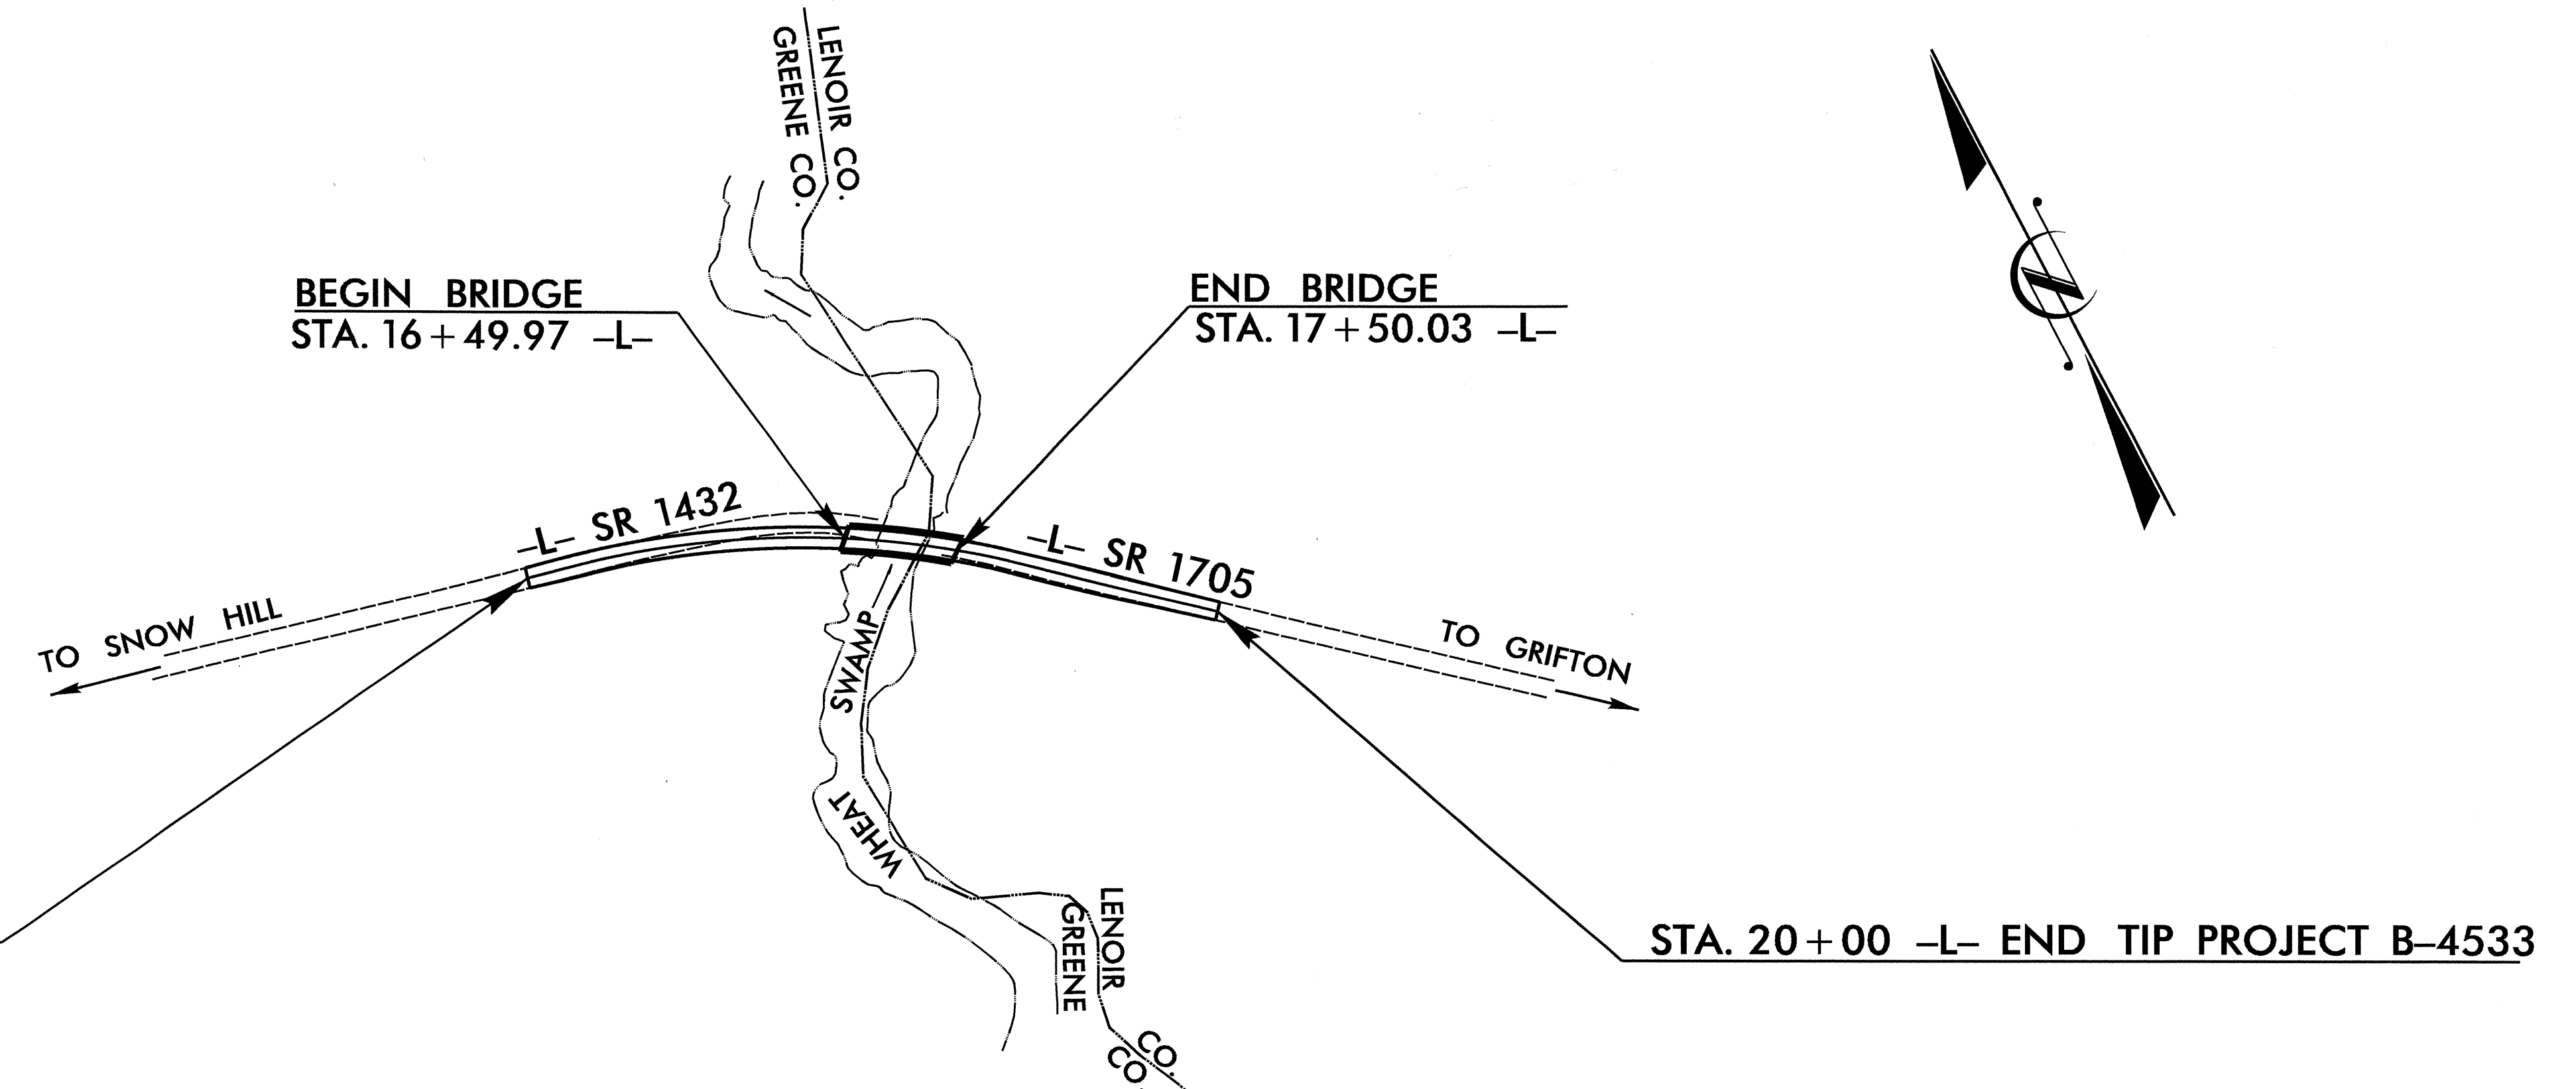 LENOIR CO.
GREENE CO.
BEGIN BRIDGE
STA. 16+49.97 –L–
END BRIDGE
STA. 17+50.03 –L–
N
–L– SR 1432
–L– SR 1705
TO SNOW HILL
TO GRIFTON
SWAMP
WHEAT
LENOIR
GREENE
CO.
CO.
STA. 20+00 –L– END TIP PROJECT B–4533